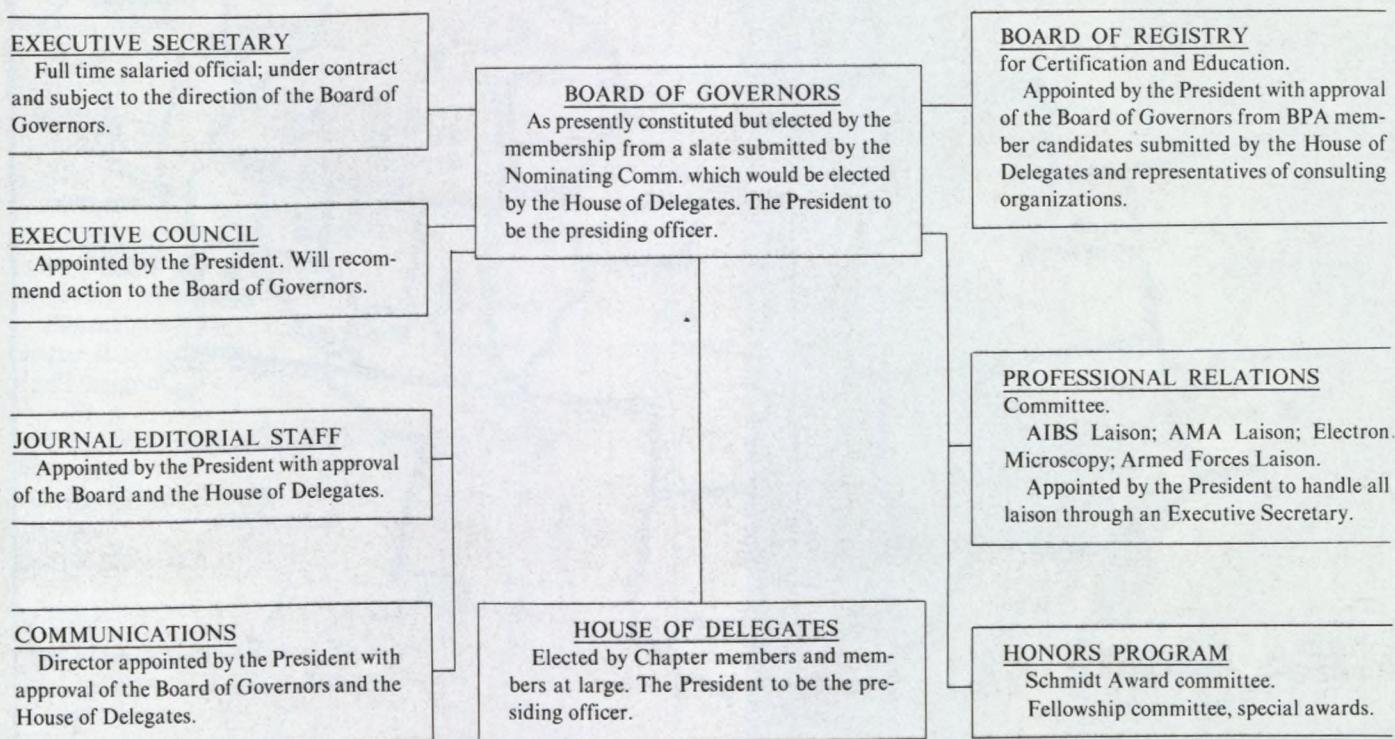 EXECUTIVE SECRETARY
Full time salaried official; under contract
and subject to the direction of the Board of
Governors.
EXECUTIVE COUNCIL
Appointed by the President. Will recom-
mend action to the Board of Governors.
JOURNAL EDITORIAL STAFF
Appointed by the President with approval
of the Board and the House of Delegates.
COMMUNICATIONS
Director appointed by the President with
approval of the Board of Governors and the
House of Delegates.
BOARD OF GOVERNORS
As presently constituted but elected by the
membership from a slate submitted by the
Nominating Comm. which would be elected
by the House of Delegates. The President to
be the presiding officer.
HOUSE OF DELEGATES
Elected by Chapter members and mem-
bers at large. The President to be the pre-
siding officer.
BOARD OF REGISTRY
for Certification and Education.
Appointed by the President with approval
of the Board of Governors from BPA mem-
ber candidates submitted by the House of
Delegates and representatives of consulting
organizations.
PROFESSIONAL RELATIONS
Committee.
AIBS Liaison; AMA Laison; Electron.
Microscopy; Armed Forces Laison.
Appointed by the President to handle all
laison through an Executive Secretary.
HONORS PROGRAM
Schmidt Award committee.
Fellowship committee, special awards.